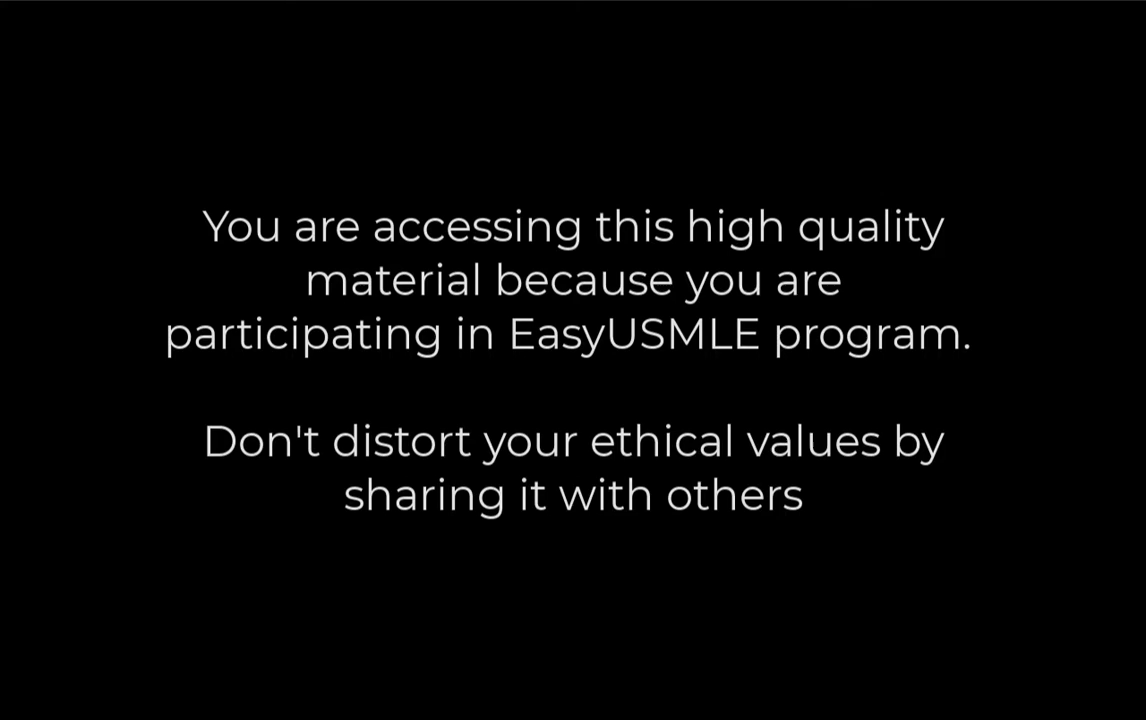 You are accessing this high quality
material because you are
participating in EasyUSMLE program.
Don't distort your ethical values by
sharing it with others